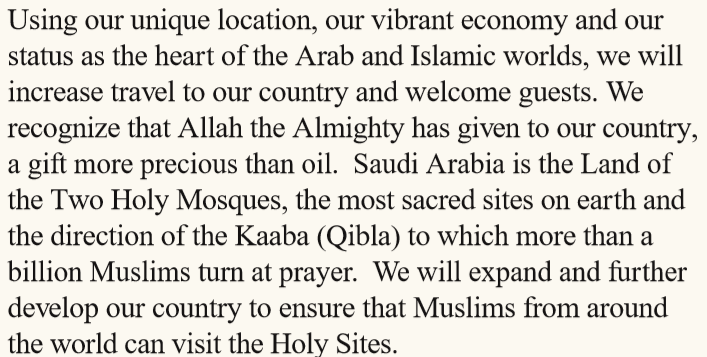 Using our unique location, our vibrant economy and our
status as the heart of the Arab and Islamic worlds, we will
increase travel to our country and welcome guests. We
recognize that Allah the Almighty has given to our country,
a gift more precious than oil.  Saudi Arabia is the Land of
the Two Holy Mosques, the most sacred sites on earth and
the direction of the Kaaba (Qibla) to which more than a
billion Muslims turn at prayer.  We will expand and further
develop our country to ensure that Muslims from around
the world can visit the Holy Sites.